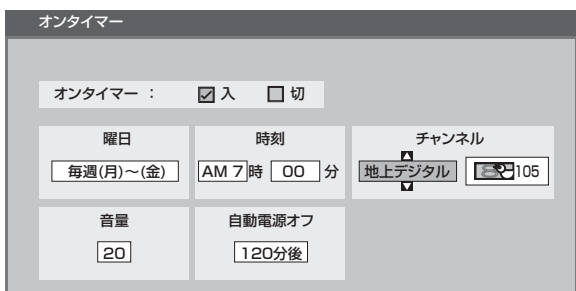 オンタイマー
オンタイマー : 入 切
曜日 時刻 チャンネル
毎週(月)~(金) AM 7 時 00 分 地上デジタル 105
音量 自動電源オフ
20 120分後